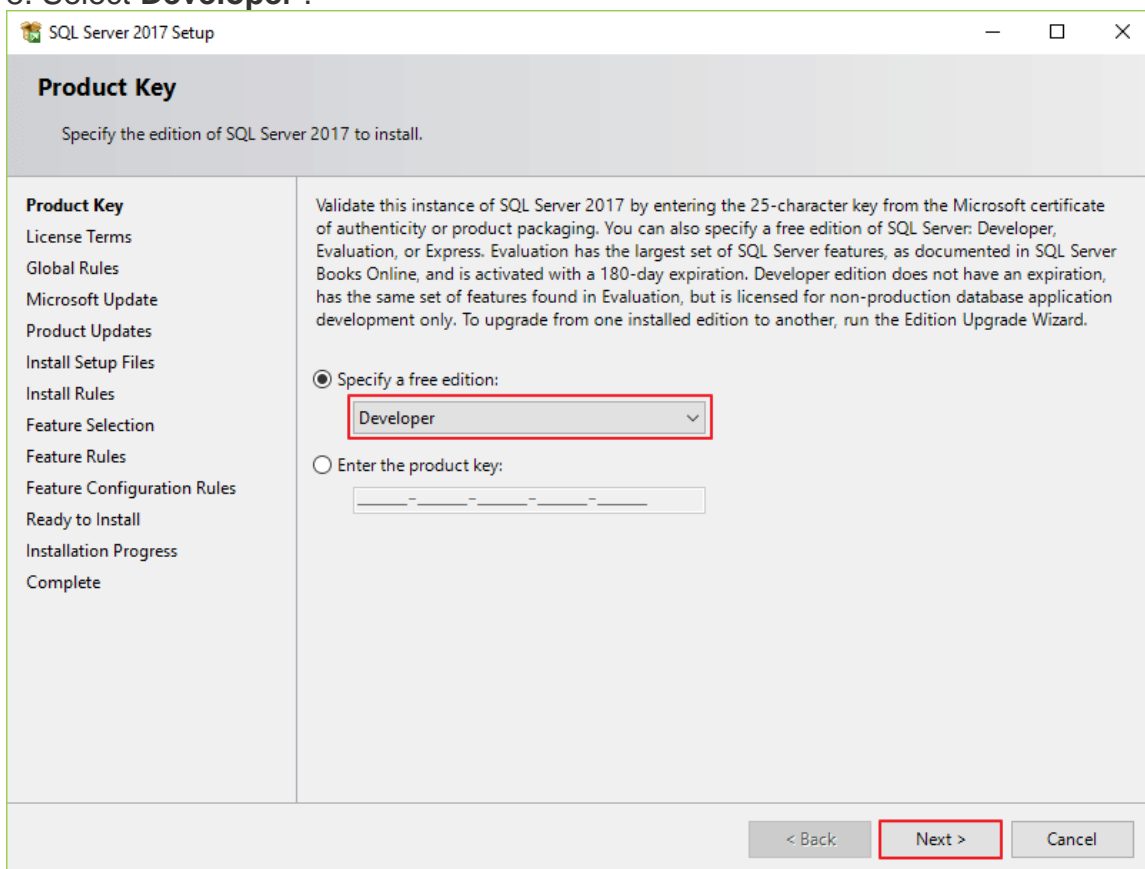 Select Developer .
SQL Server 2017 Setup
Product Key
Specify the edition of SQL Server 2017 to install.
Product Key
License Terms
Global Rules
Microsoft Update
Product Updates
Install Setup Files
Install Rules
Feature Selection
Feature Rules
Feature Configuration Rules
Ready to Install
Installation Progress
Complete
Validate this instance of SQL Server 2017 by entering the 25-character key from the Microsoft certificate
of authenticity or product packaging. You can also specify a free edition of SQL Server: Developer,
Evaluation, or Express. Evaluation has the largest set of SQL Server features, as documented in SQL Server
Books Online, and is activated with a 180-day expiration. Developer edition does not have an expiration,
has the same set of features found in Evaluation, but is licensed for non-production database application
development only. To upgrade from one installed edition to another, run the Edition Upgrade Wizard.
Specify a free edition:
Developer
Enter the product key:
_____-_____-_____-_____-_____
< Back
Next >
Cancel